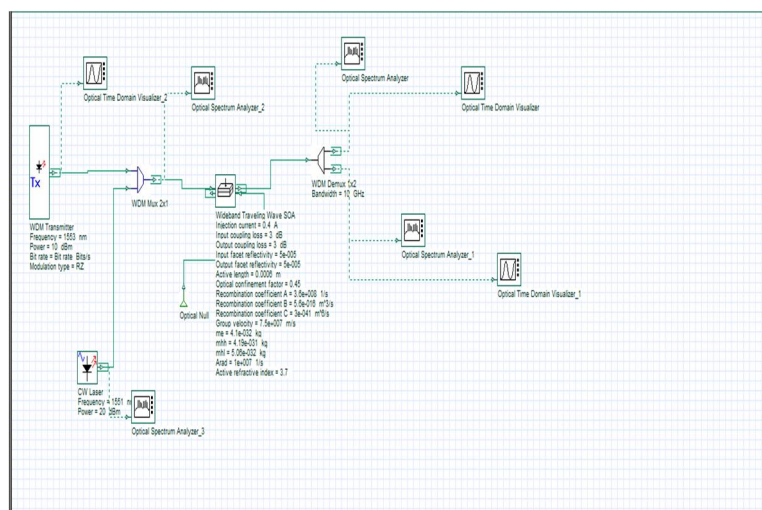 Optical Time Domain Visualizer_2
Optical Spectrum Analyzer_2
Optical Spectrum Analyzer
Optical Time Domain Visualizer
Tx
WDM Transmitter
Frequency = 1553 nm
Power = 10 dBm
Bit rate = Bit rate Bits/s
Modulation type = RZ
WDM Mux 2x1
WDM Demux 1x2
Bandwidth = 10 GHz
Wideband Traveling Wave SOA
Injection current = 0.4 A
Input coupling loss = 3 dB
Output coupling loss = 3 dB
Input facet reflectivity = 5e-005
Output facet reflectivity = 5e-005
Active length = 0.0006 m
Optical confinement factor = 0.45
Recombination coefficient A = 3.6e+008 1/s
Recombination coefficient B = 5.6e-016 m^3/s
Recombination coefficient C = 3e-041 m^6/s
Group velocity = 7.5e+007 m/s
me = 4.1e-032 kg
mhh = 4.19e-031 kg
mhl = 5.06e-032 kg
Arad = 1e+007 1/s
Active refractive index = 3.7
Optical Null
Optical Spectrum Analyzer_1
Optical Time Domain Visualizer_1
CW Laser
Frequency = 1551 nm
Power = 20 dBm
Optical Spectrum Analyzer_3